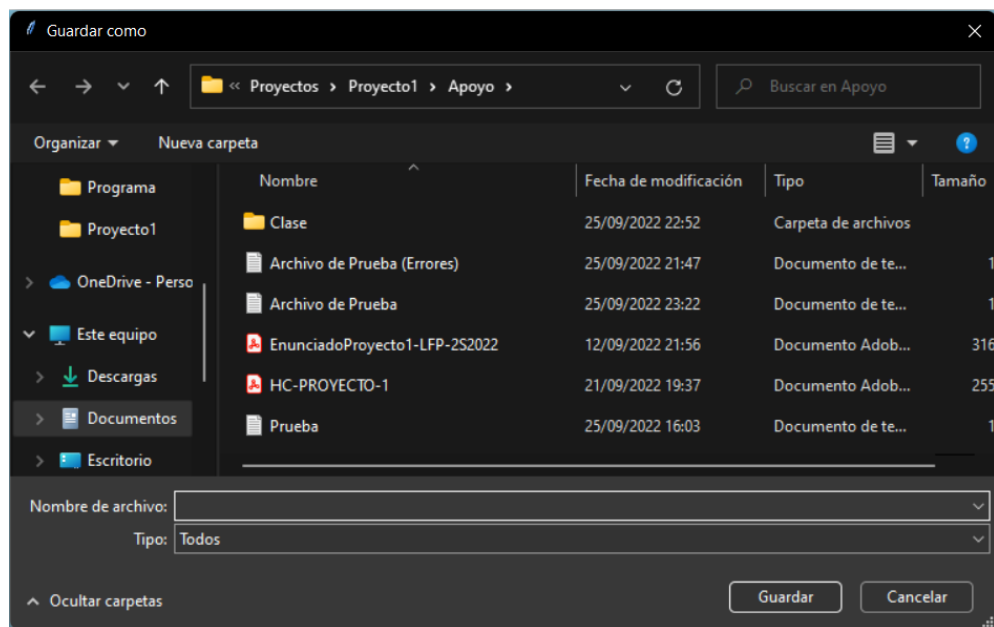 Guardar como
« Proyectos > Proyecto1 > Apoyo >
Buscar en Apoyo
Organizar
Nueva carpeta
Nombre
Fecha de modificación
Tipo
Tamaño
Programa
Proyecto1
OneDrive - Perso
Este equipo
Descargas
Documentos
Escritorio
Clase 25/09/2022 22:52 Carpeta de archivos
Archivo de Prueba (Errores) 25/09/2022 21:47 Documento de te... 1
Archivo de Prueba 25/09/2022 23:22 Documento de te... 1
EnunciadoProyecto1-LFP-2S2022 12/09/2022 21:56 Documento Adob... 316
HC-PROYECTO-1 21/09/2022 19:37 Documento Adob... 255
Prueba 25/09/2022 16:03 Documento de te... 1
Nombre de archivo:
Tipo: Todos
Ocultar carpetas
Guardar
Cancelar